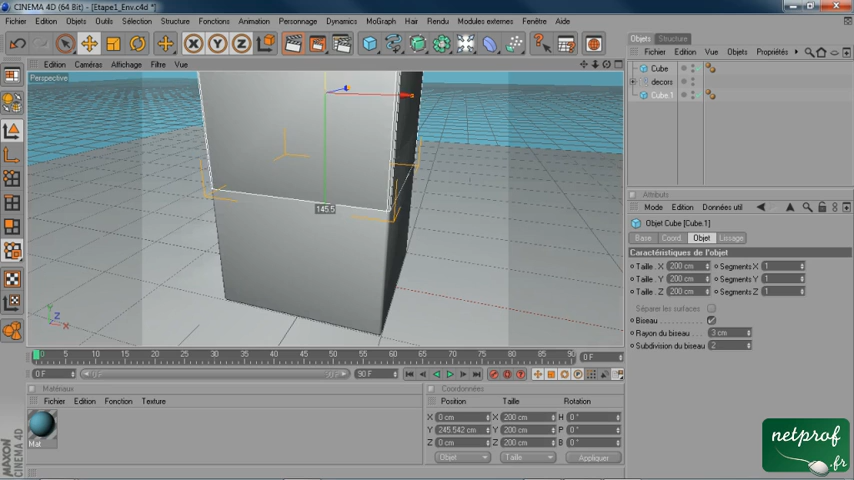 CINEMA 4D (64 Bit) - [Etape1_Env.c4d *]
Fichier Edition Objets Outils Sélection Structure Fonctions Animation Personnages Dynamics MoGraph Hair Rendu Modules externes Fenêtre Aide
Edition Caméras Affichage Filtre Vue
Perspective
145.5
Objets Structure
Fichier Edition Vue Objets Propriétés
Cube
decors
Cube.1
Attributs
Mode Edition Données util
Objet Cube [Cube.1]
Base Coord. Objet Lissage
Caractéristiques de l'objet
Taille . X 200 cm Segments X 1
Taille . Y 200 cm Segments Y 1
Taille . Z 200 cm Segments Z 1
Séparer les surfaces
Biseau
Rayon du biseau 3 cm
Subdivision du biseau 2
0 5 10 15 20 25 30 35 40 45 50 55 60 65 70 75 80 85 90 0 F
0 F 0 F 90 F 90 F
Matériaux
Fichier Edition Fonction Texture
Mat
Coordonnées
Position Taille Rotation
X 0 cm X 200 cm H 0 °
Y 245.542 cm Y 200 cm P 0 °
Z 0 cm Z 200 cm B 0 °
Objet Taille Appliquer
MAXON
CINEMA 4D
netprof
.fr